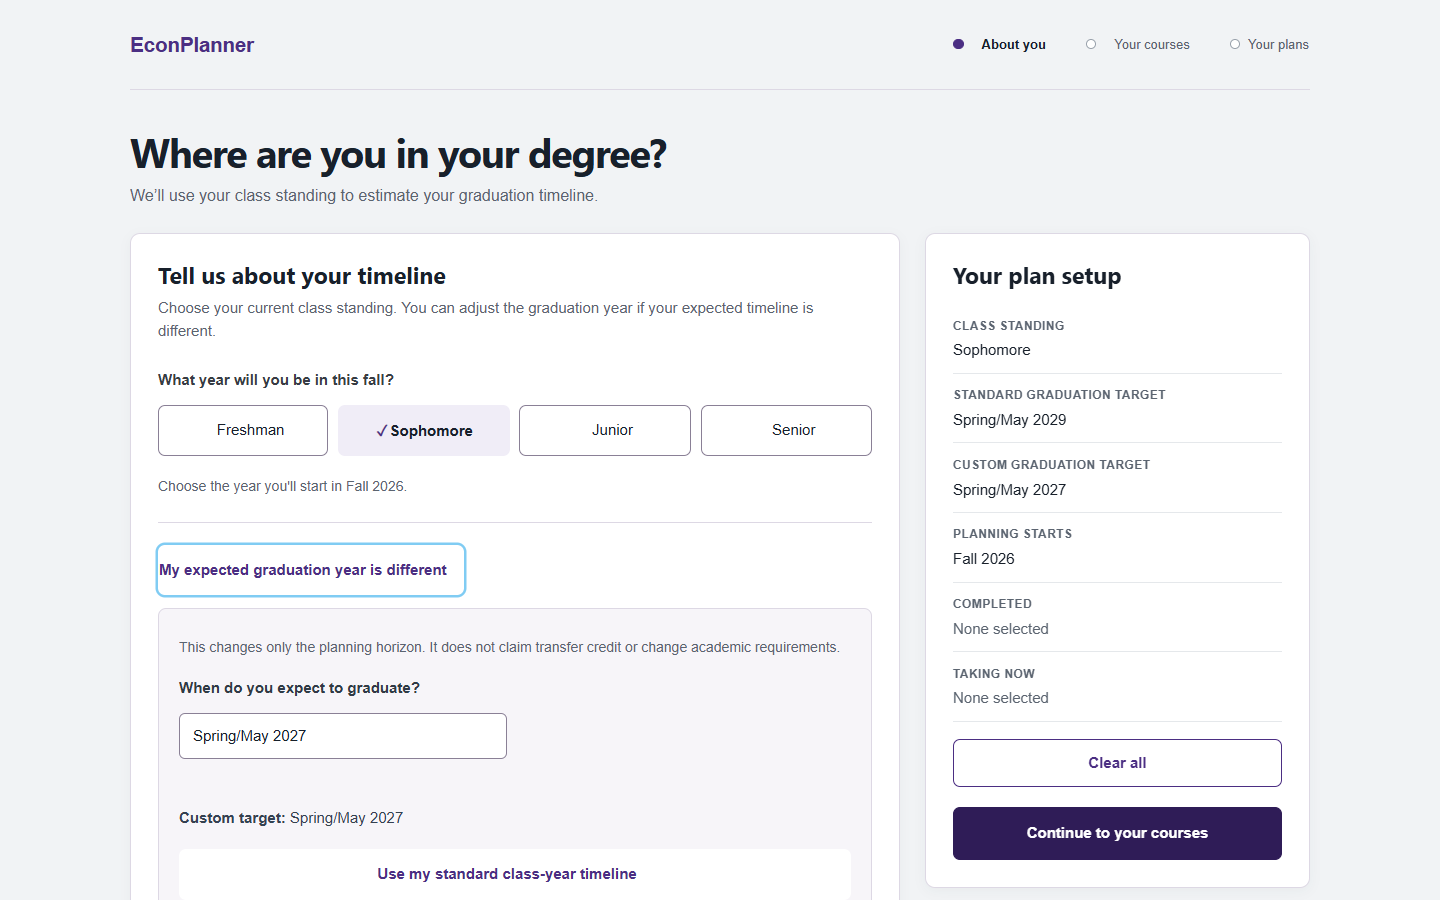 EconPlanner
About you
Your courses
Your plans
Where are you in your degree?
We'll use your class standing to estimate your graduation timeline.
Tell us about your timeline
Choose your current class standing. You can adjust the graduation year if your expected timeline is
different.
What year will you be in this fall?
Freshman
✓ Sophomore
Junior
Senior
Choose the year you'll start in Fall 2026.
My expected graduation year is different
This changes only the planning horizon. It does not claim transfer credit or change academic requirements.
When do you expect to graduate?
Spring/May 2027
Custom target: Spring/May 2027
Use my standard class-year timeline
Your plan setup
CLASS STANDING
Sophomore
STANDARD GRADUATION TARGET
Spring/May 2029
CUSTOM GRADUATION TARGET
Spring/May 2027
PLANNING STARTS
Fall 2026
COMPLETED
None selected
TAKING NOW
None selected
Clear all
Continue to your courses